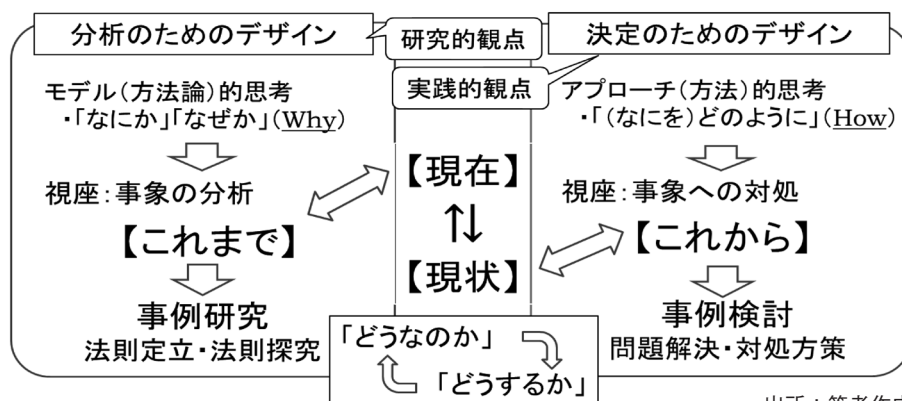 分析のためのデザイン
研究的観点
決定のためのデザイン
実践的観点
モデル(方法論)的思考
・「なにか」「なぜか」(Why)
アプローチ(方法)的思考
・「(なにを)どのように」(How)
視座:事象の分析
【これまで】
【現在】
⇅
【現状】
視座:事象への対処
【これから】
事例研究
法則定立・法則探究
事例検討
問題解決・対処方策
「どうなのか」
「どうするか」